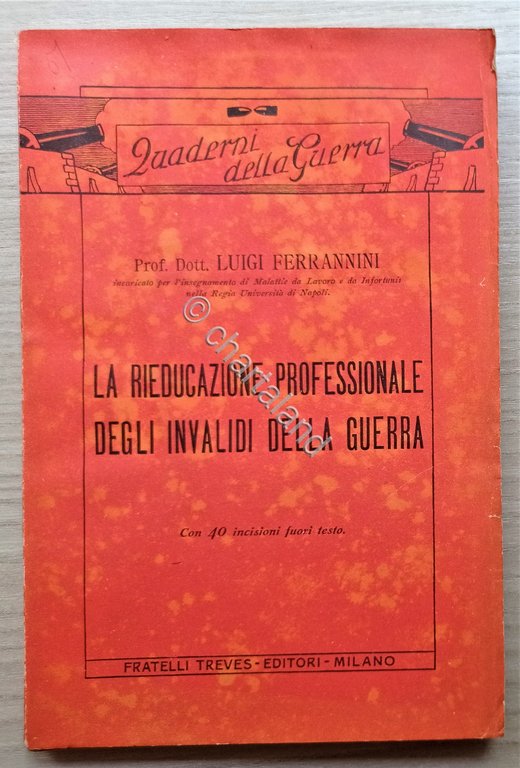 Quaderni
della Guerra
Prof. Dott. LUIGI FERRANNINI
incaricato per l'insegnamento di Malattie da Lavoro e da Infortunii
nella Regia Università di Napoli.
© chartaland
LA RIEDUCAZIONE PROFESSIONALE
DEGLI INVALIDI DELLA GUERRA
Con 40 incisioni fuori testo.
FRATELLI TREVES - EDITORI - MILANO